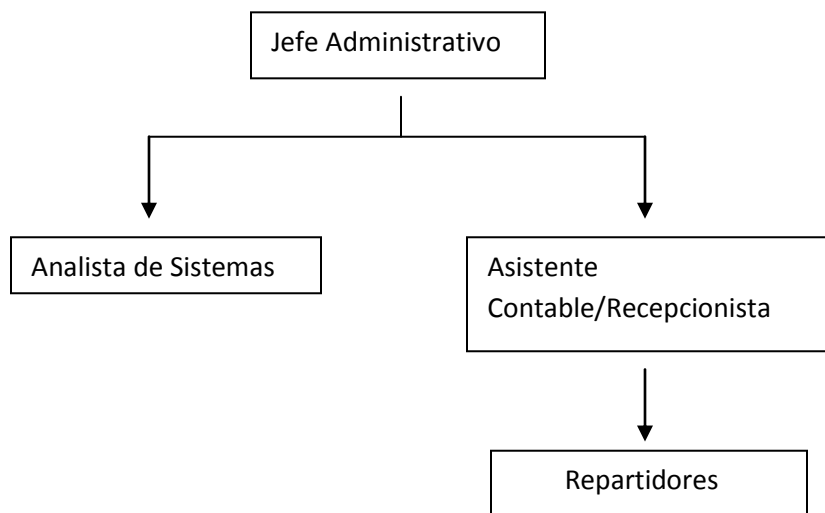 Jefe Administrativo
Analista de Sistemas
Asistente
Contable/Recepcionista
Repartidores